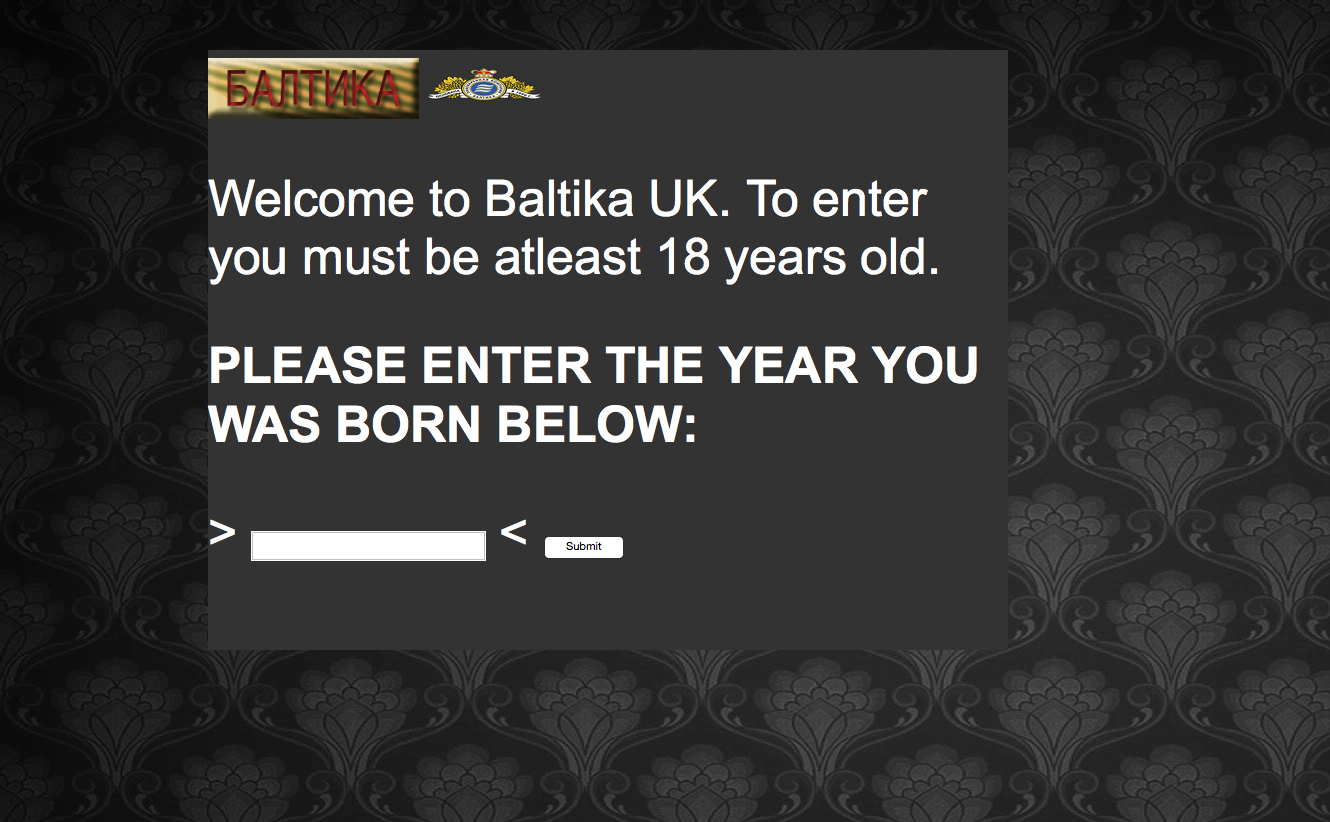 БАЛТИКА
Welcome to Baltika UK. To enter
you must be atleast 18 years old.
PLEASE ENTER THE YEAR YOU
WAS BORN BELOW:
> < Submit